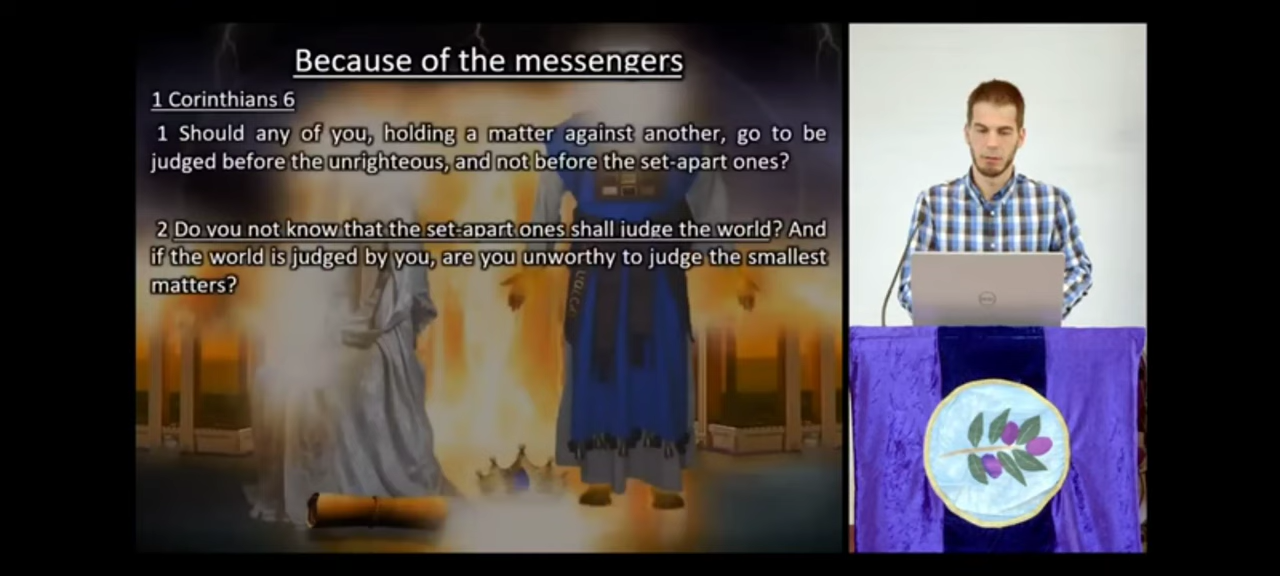 Because of the messengers
1 Corinthians 6
1 Should any of you, holding a matter against another, go to be
judged before the unrighteous, and not before the set-apart ones?
2 Do you not know that the set-apart ones shall judge the world? And
if the world is judged by you, are you unworthy to judge the smallest
matters?
DELL